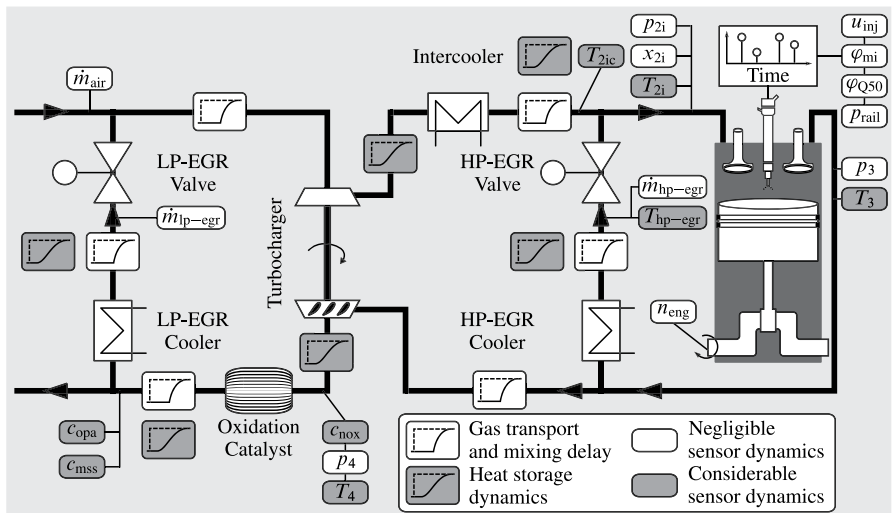 ṁair
Intercooler
T2ic
p2i
x2i
T2i
Time
uinj
φmi
φQ50
prail
LP-EGR
Valve
ṁlp−egr
Turbocharger
HP-EGR
Valve
ṁhp−egr
Thp−egr
p3
T3
LP-EGR
Cooler
HP-EGR
Cooler
neng
Oxidation
Catalyst
copa
cmss
cnox
p4
T4
Gas transport
and mixing delay
Heat storage
dynamics
Negligible
sensor dynamics
Considerable
sensor dynamics